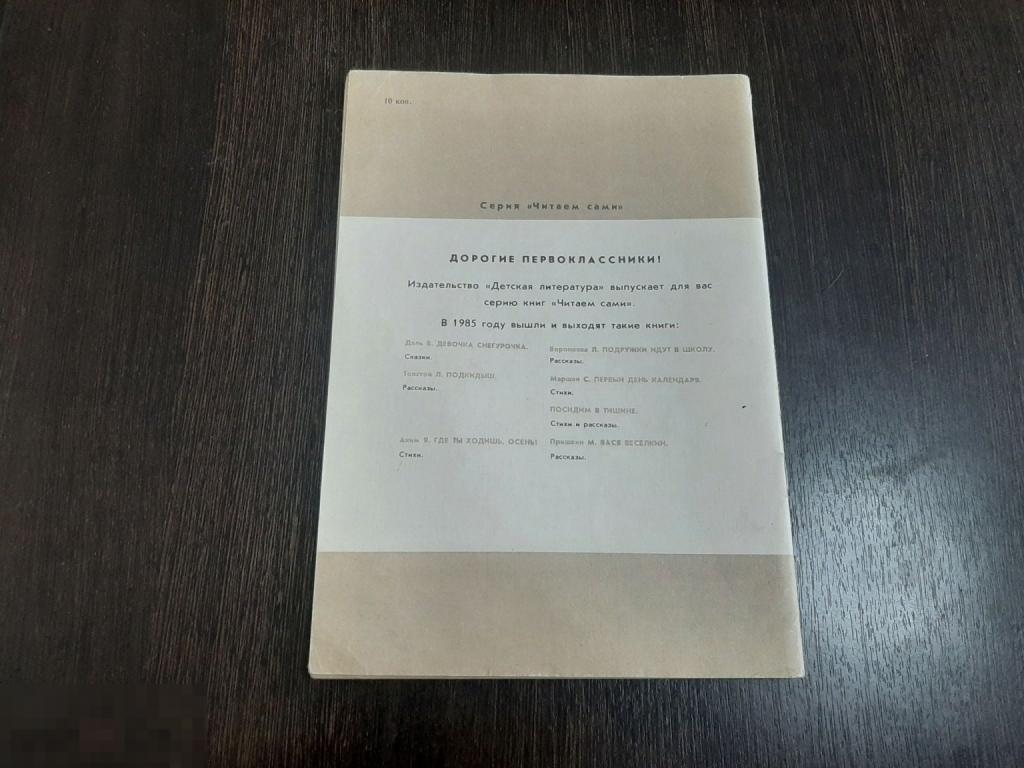 10 коп.
Серия «Читаем сами»
ДОРОГИЕ ПЕРВОКЛАССНИКИ!
Издательство «Детская литература» выпускает для вас
серию книг «Читаем сами».
В 1985 году вышли и выходят такие книги:
Даль В. ДЕВОЧКА СНЕГУРОЧКА.
Сказки.
Толстой Л. ПОДКИДЫШ.
Рассказы.
Аким Я. ГДЕ ТЫ ХОДИШЬ, ОСЕНЬ!
Стихи.
Воронкова Л. ПОДРУЖКИ ИДУТ В ШКОЛУ.
Рассказы.
Маршак С. ПЕРВЫЙ ДЕНЬ КАЛЕНДАРЯ.
Стихи.
ПОСИДИМ В ТИШИНЕ.
Стихи и рассказы.
Пришвин М. ВАСЯ ВЕСЕЛКИН.
Рассказы.